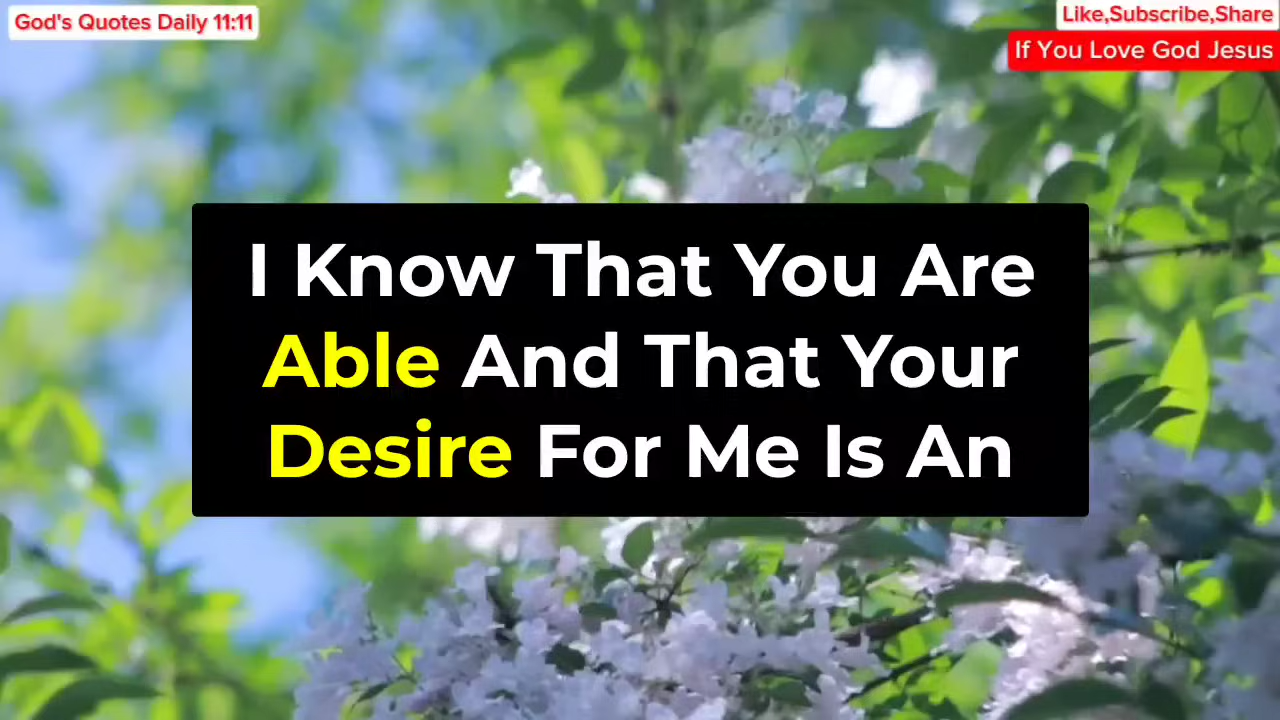 God's Quotes Daily 11:11
Like,Subscribe,Share
If You Love God Jesus
I Know That You Are
Able And That Your
Desire For Me Is An